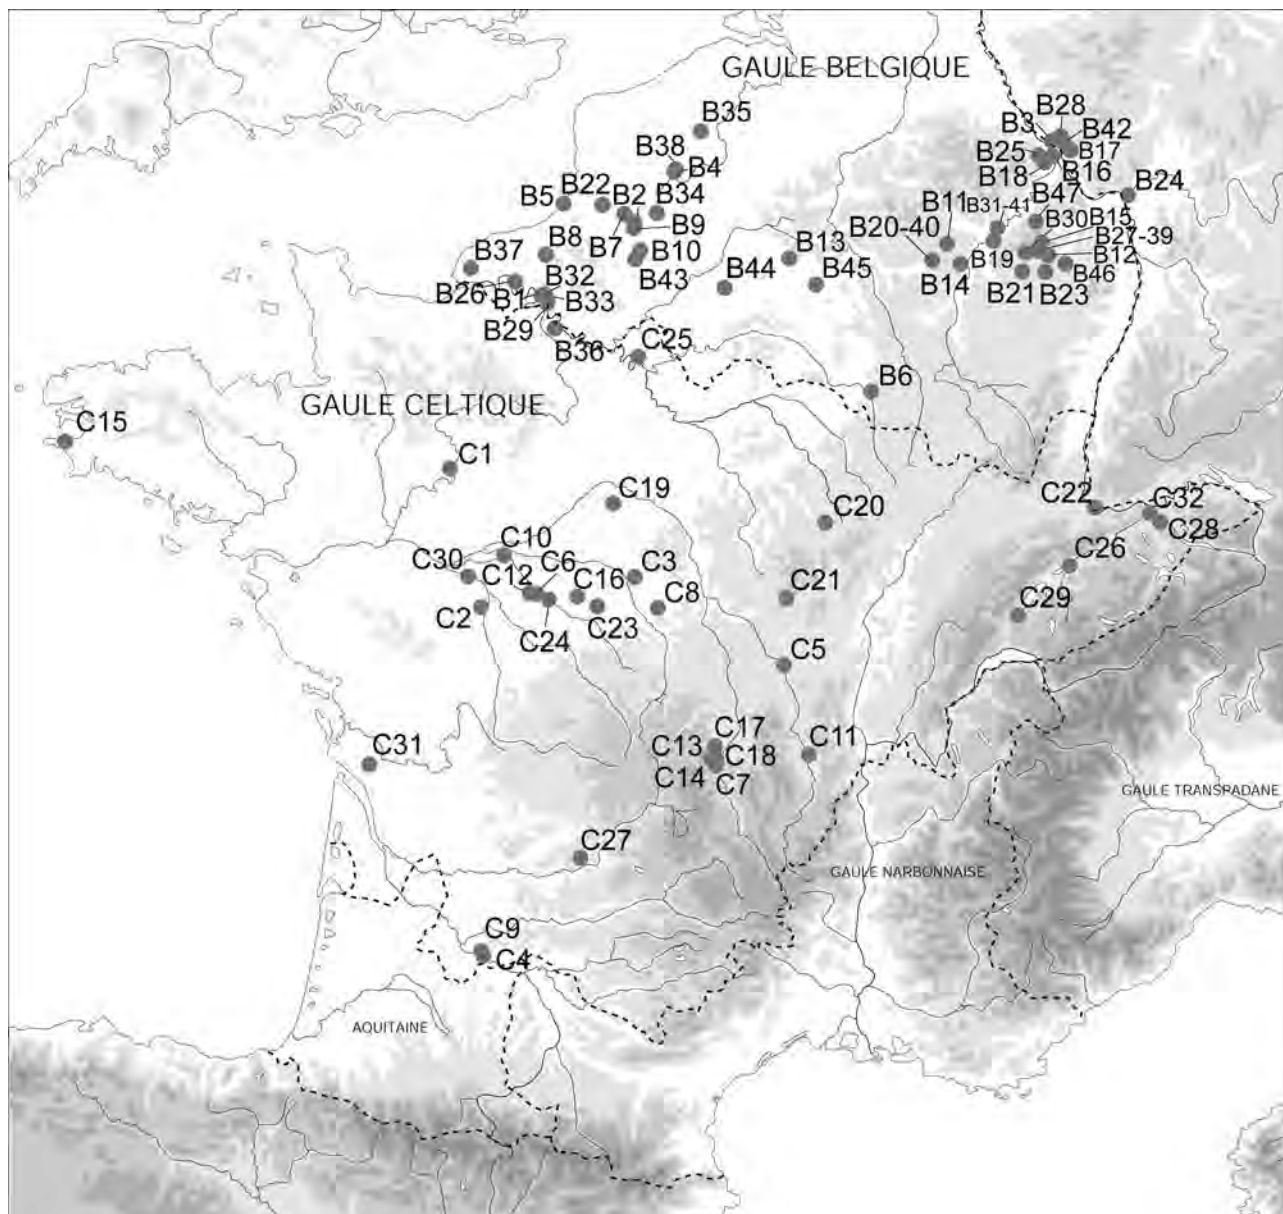 GAULE BELGIQUE
B35
B28
B3
B42
B38
B4
B25
B17
B16
B18
B5
B22
B2
B34
B47
B24
B11
B31-41
B30
B15
B9
B7
B20-40
B27-39
B37
B8
B10
B13
B19
B12
B43
B44
B45
B14
B46
B26
B32
B1
B33
B21
B23
B29
B36
C25
B6
GAULE CELTIQUE
C15
C1
C19
C22
C32
C20
C28
C10
C30
C12
C6
C16
C3
C26
C21
C2
C8
C29
C24
C23
C5
C17
C31
C13
C18
C11
C14
C7
GAULE TRANSPADANE
C27
GAULE NARBONNAISE
C9
C4
AQUITAINE